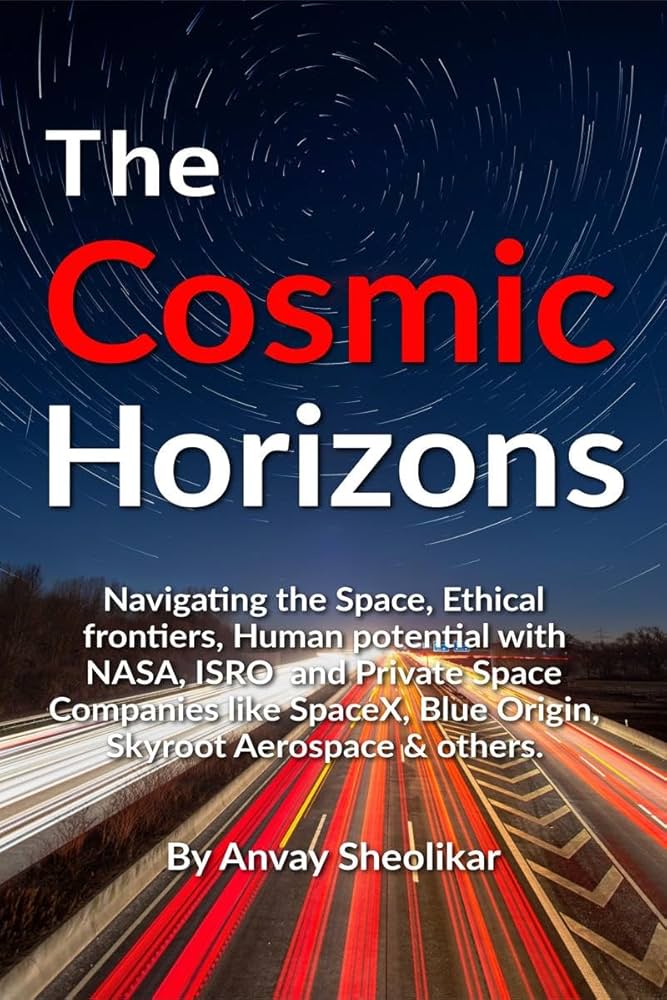 The
Cosmic
Horizons
Navigating the Space, Ethical
frontiers, Human potential with
NASA, ISRO  and Private Space
Companies like SpaceX, Blue Origin,
Skyroot Aerospace & others.
By Anvay Sheolikar